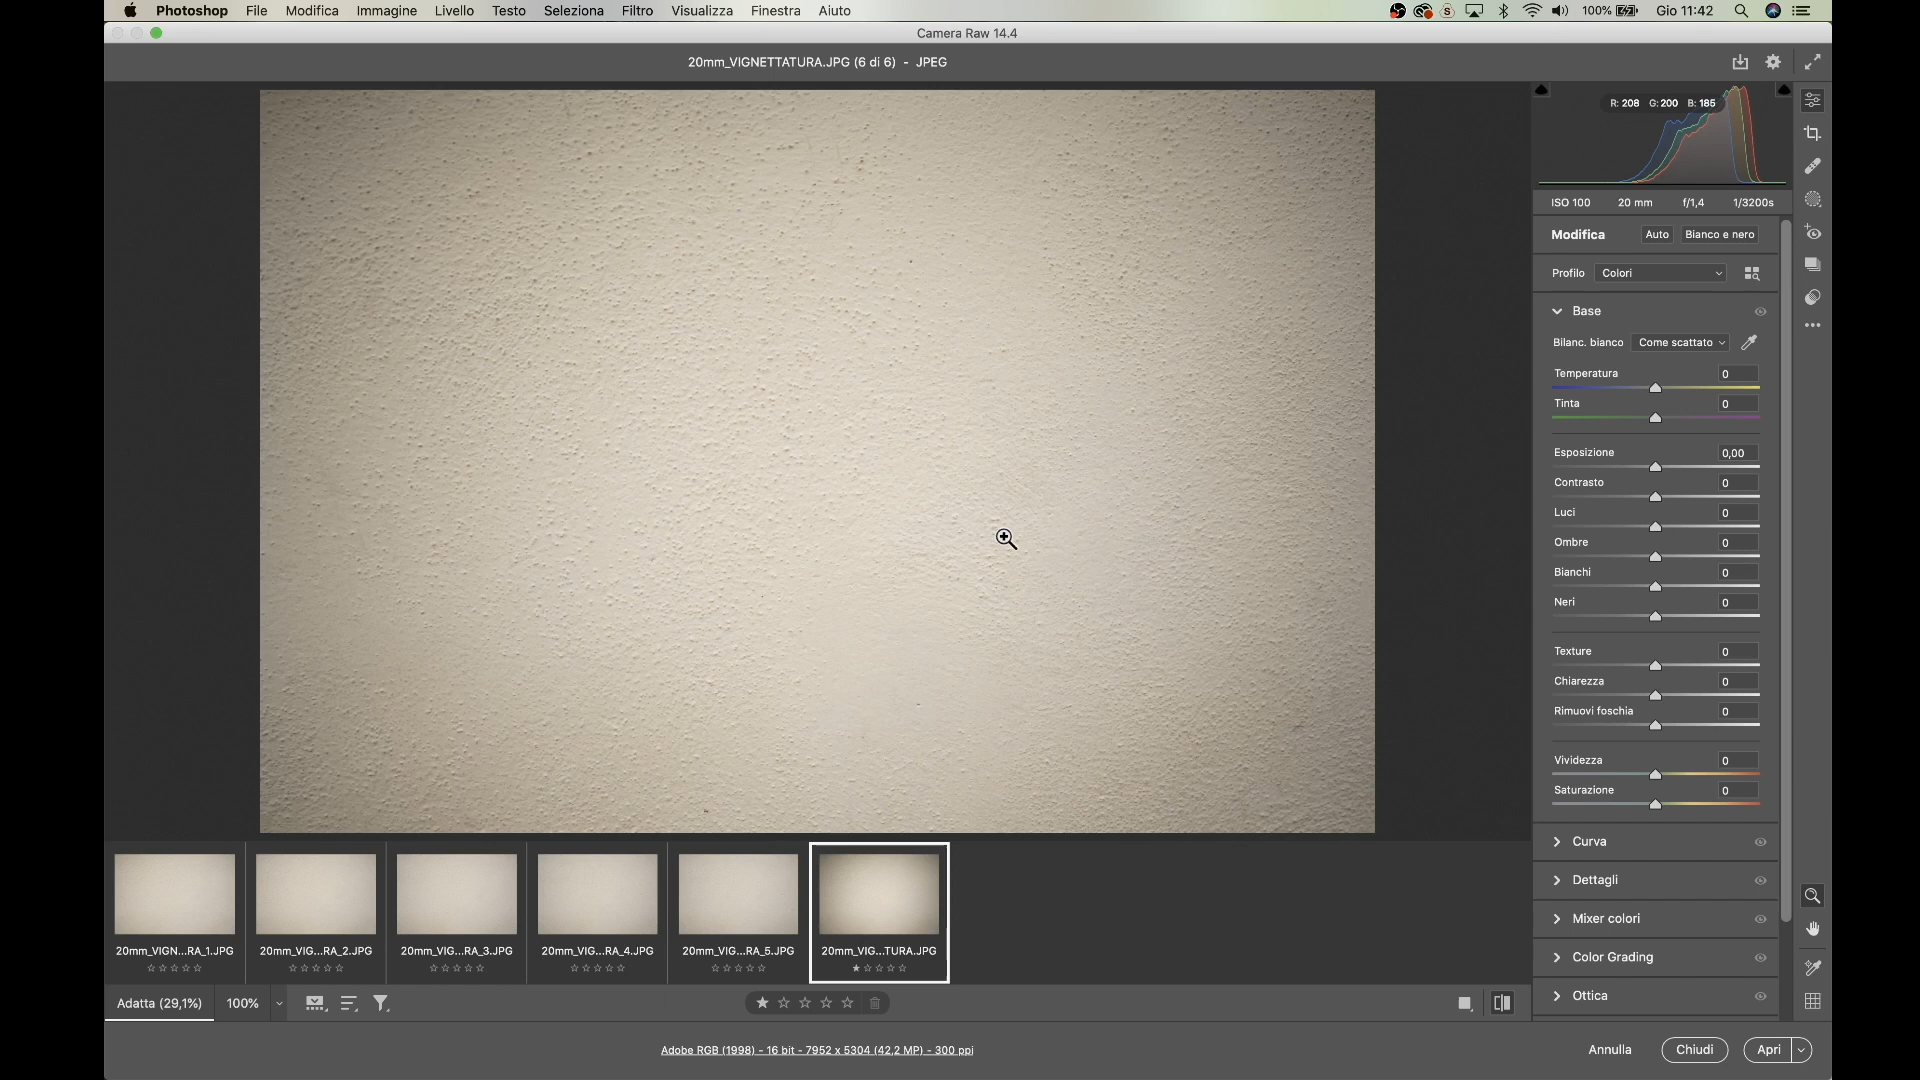 Photoshop File Modifica Immagine Livello Testo Seleziona Filtro Visualizza Finestra Aiuto 100% Gio 11:42
Camera Raw 14.4
20mm_VIGNETTATURA.JPG (6 di 6) - JPEG
R: 208 G: 200 B: 185
ISO 100 20 mm f/1,4 1/3200s
Modifica Auto Bianco e nero
Profilo Colori
Base
Bilanc. bianco Come scattato
Temperatura 0
Tinta 0
Esposizione 0,00
Contrasto 0
Luci 0
Ombre 0
Bianchi 0
Neri 0
Texture 0
Chiarezza 0
Rimuovi foschia 0
Vividezza 0
Saturazione 0
Curva
Dettagli
Mixer colori
Color Grading
Ottica
20mm_VIGN...RA_1.JPG 20mm_VIG...RA_2.JPG 20mm_VIG...RA_3.JPG 20mm_VIG...RA_4.JPG 20mm_VIG...RA_5.JPG 20mm_VIG...TURA.JPG
Adatta (29,1%) 100%
Adobe RGB (1998) - 16 bit - 7952 x 5304 (42,2 MP) - 300 ppi
Annulla Chiudi Apri